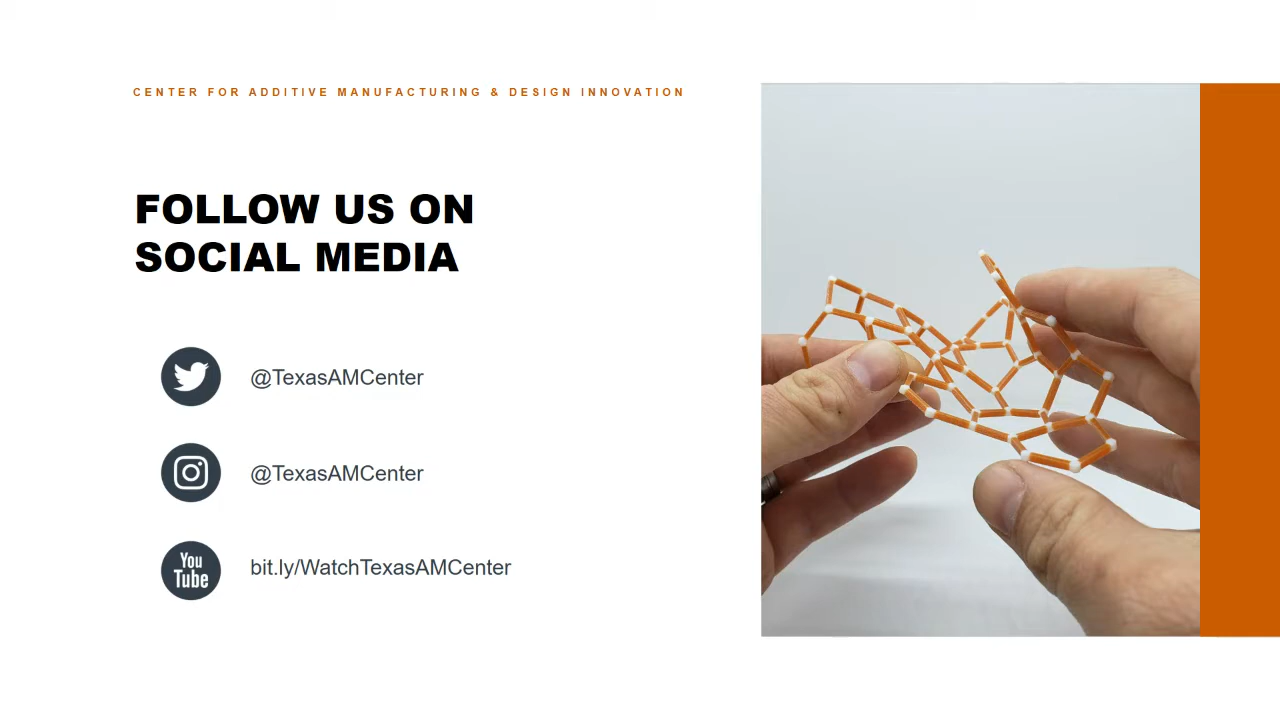 CENTER FOR ADDITIVE MANUFACTURING & DESIGN INNOVATION
FOLLOW US ON
SOCIAL MEDIA
@TexasAMCenter
@TexasAMCenter
You
Tube
bit.ly/WatchTexasAMCenter